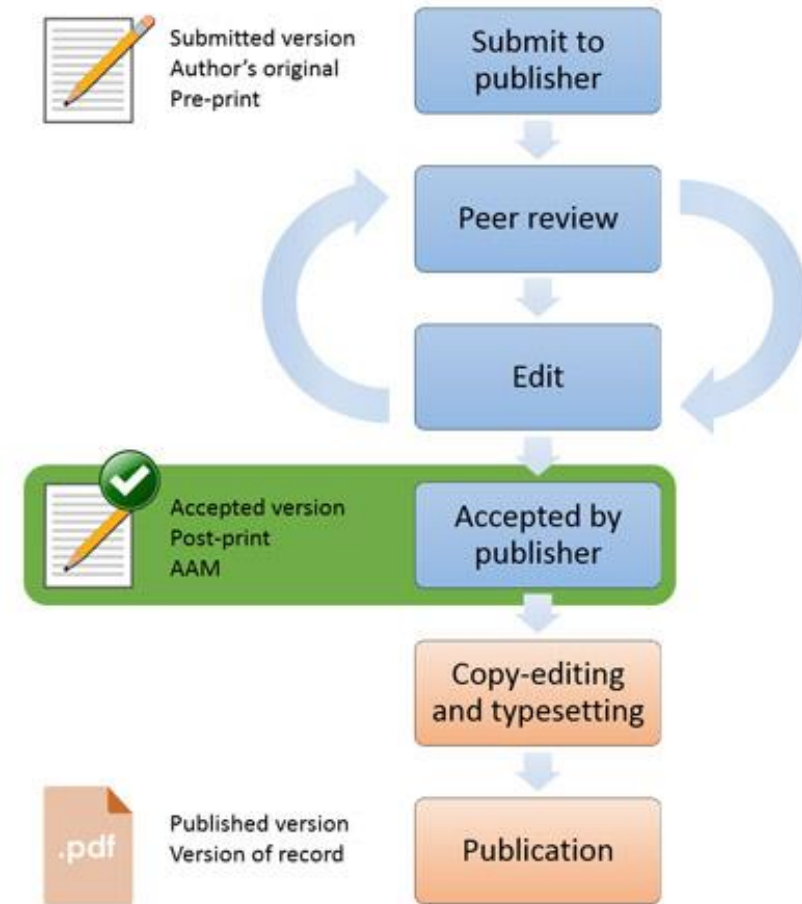 Submitted version
Author's original
Pre-print
Submit to
publisher
Peer review
Edit
Accepted version
Post-print
AAM
Accepted by
publisher
Copy-editing
and typesetting
.pdf
Published version
Version of record
Publication